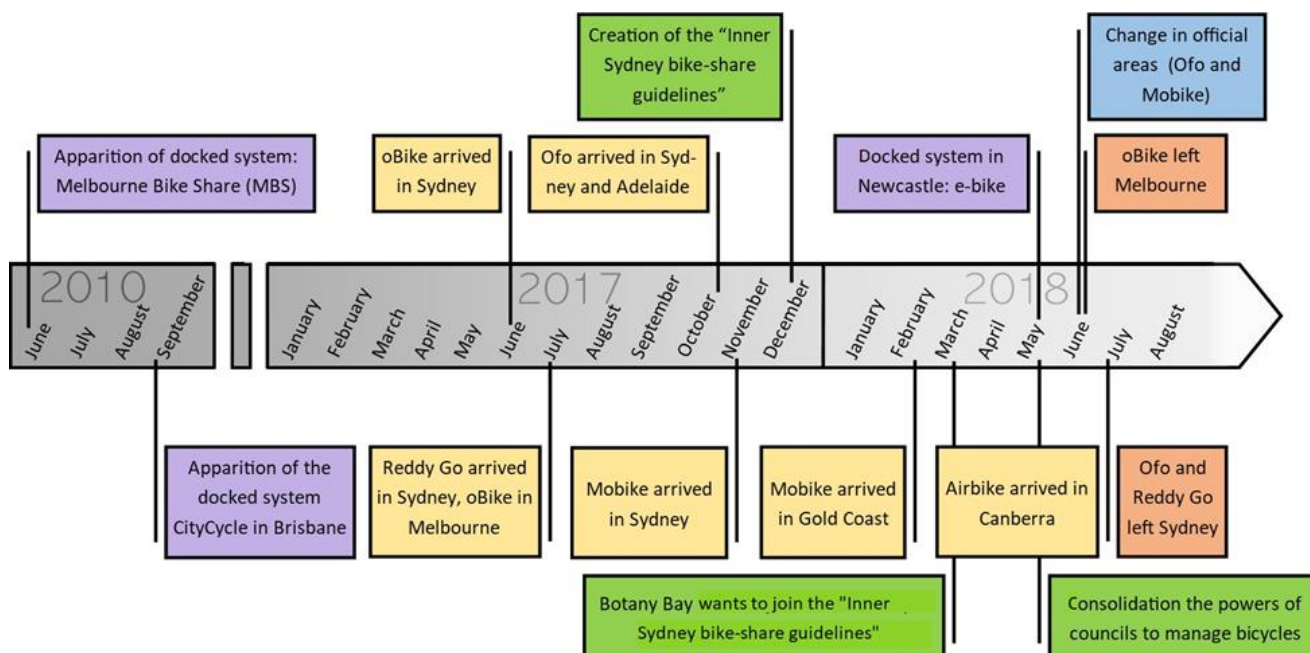 Creation of the “Inner
Sydney bike-share
guidelines”
Change in official
areas (Ofo and
Mobike)
Apparition of docked system:
Melbourne Bike Share (MBS)
oBike arrived
in Sydney
Ofo arrived in Syd-
ney and Adelaide
Docked system in
Newcastle: e-bike
oBike left
Melbourne
2010
2017
2018
June
July
August
September
January
February
March
April
May
June
July
August
September
October
November
December
January
February
March
April
May
June
July
August
Apparition of the
docked system
CityCycle in Brisbane
Reddy Go arrived
in Sydney, oBike in
Melbourne
Mobike arrived
in Sydney
Mobike arrived
in Gold Coast
Airbike arrived in
Canberra
Ofo and
Reddy Go
left Sydney
Botany Bay wants to join the "Inner
Sydney bike-share guidelines"
Consolidation the powers of
councils to manage bicycles